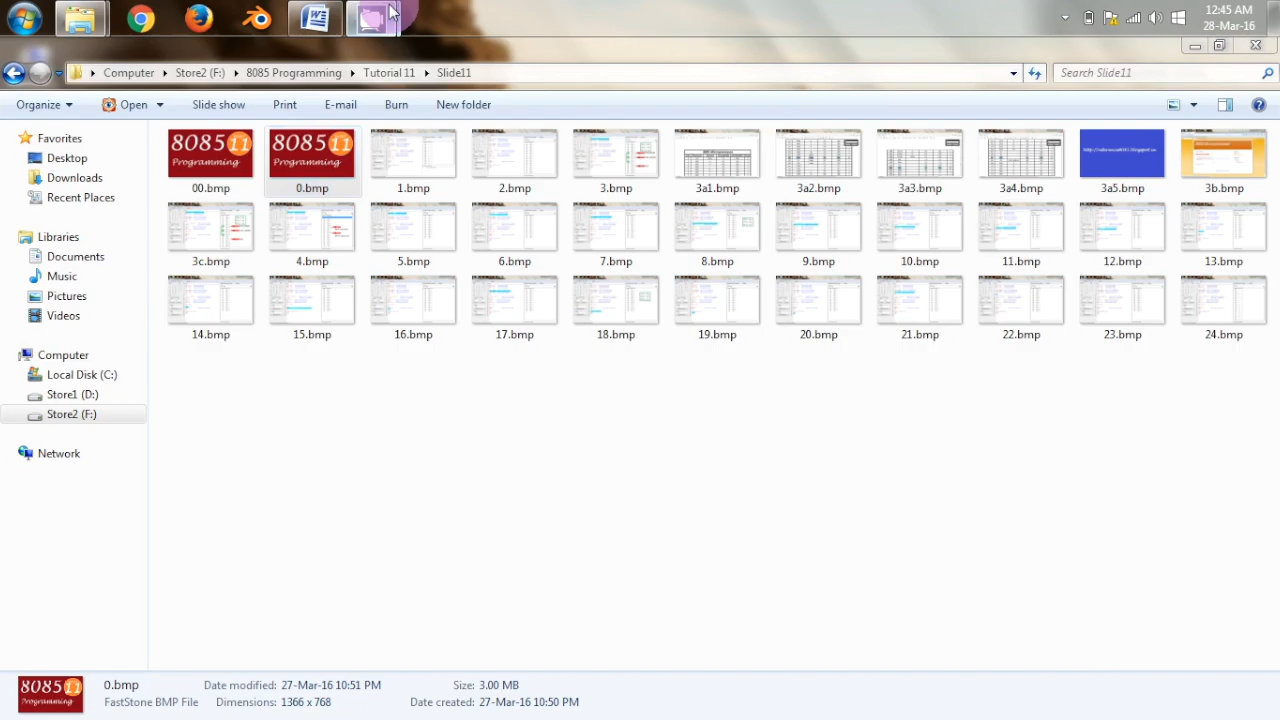 12:45 AM
28-Mar-16
Computer
Store2 (F:)
8085 Programming
Tutorial 11
Slide11
Search Slide11
Organize
Open
Slide show
Print
E-mail
Burn
New folder
Favorites
Desktop
Downloads
Recent Places
Libraries
Documents
Music
Pictures
Videos
Computer
Local Disk (C:)
Store1 (D:)
Store2 (F:)
Network
8085 11
Programming
8085 11
Programming
00.bmp
0.bmp
1.bmp
2.bmp
3.bmp
3a1.bmp
3a2.bmp
3a3.bmp
3a4.bmp
3a5.bmp
3b.bmp
3c.bmp
4.bmp
5.bmp
6.bmp
7.bmp
8.bmp
9.bmp
10.bmp
11.bmp
12.bmp
13.bmp
14.bmp
15.bmp
16.bmp
17.bmp
18.bmp
19.bmp
20.bmp
21.bmp
22.bmp
23.bmp
24.bmp
8085 11
Programming
0.bmp
FastStone BMP File
Date modified: 27-Mar-16 10:51 PM
Dimensions: 1366 x 768
Size: 3.00 MB
Date created: 27-Mar-16 10:50 PM